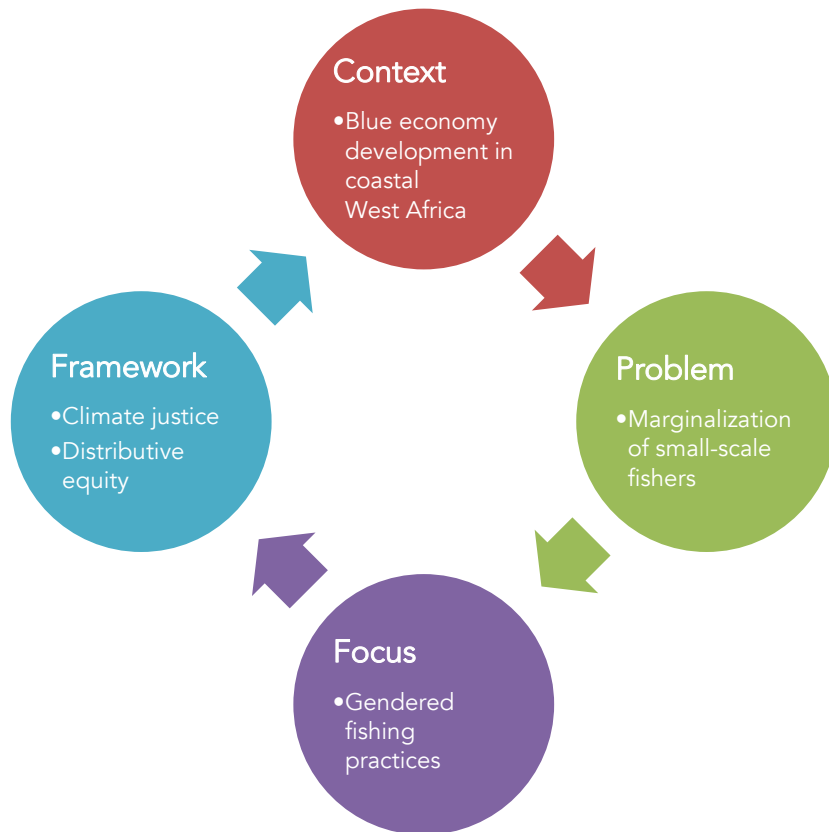 Context
•Blue economy
development in
coastal
West Africa
Problem
•Marginalization
of small-scale
fishers
Focus
•Gendered
fishing
practices
Framework
•Climate justice
•Distributive
equity